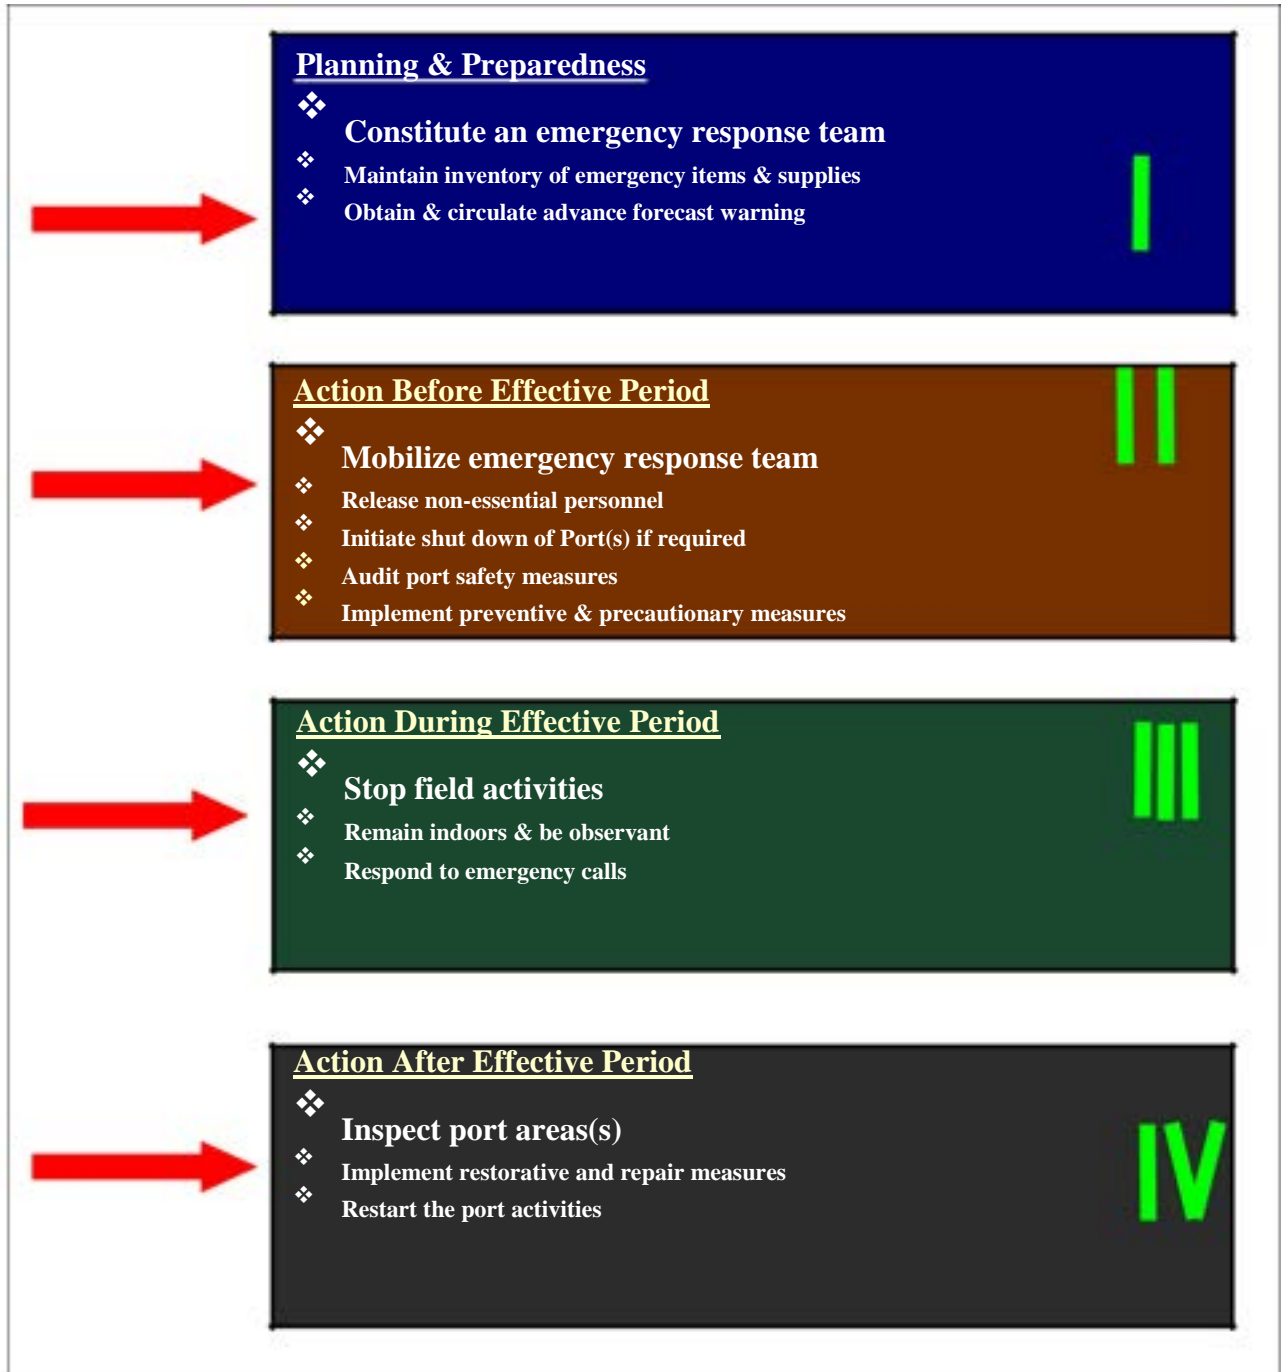 Planning & Preparedness
❖ Constitute an emergency response team
❖ Maintain inventory of emergency items & supplies
❖ Obtain & circulate advance forecast warning
I
Action Before Effective Period
❖ Mobilize emergency response team
❖ Release non-essential personnel
❖ Initiate shut down of Port(s) if required
❖ Audit port safety measures
❖ Implement preventive & precautionary measures
II
Action During Effective Period
❖ Stop field activities
❖ Remain indoors & be observant
❖ Respond to emergency calls
III
Action After Effective Period
❖ Inspect port areas(s)
❖ Implement restorative and repair measures
❖ Restart the port activities
IV